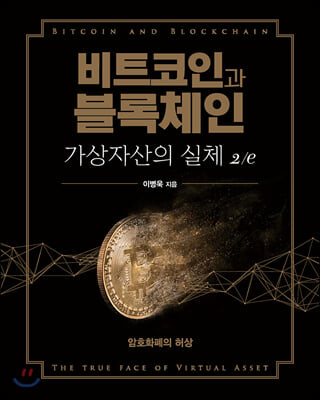 BITCOIN AND BLOCKCHAIN
비트코인과
블록체인
가상자산의 실체 2/e
이병욱 지음
암호화폐의 허상
THE TRUE FACE OF VIRTUAL ASSET